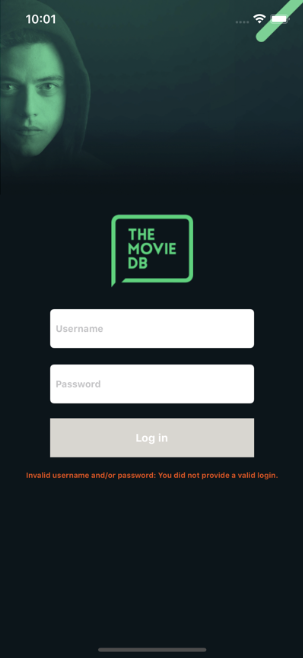 10:01
THE
MOVIE
DB
Username
Password
Log in
Invalid username and/or password: You did not provide a valid login.